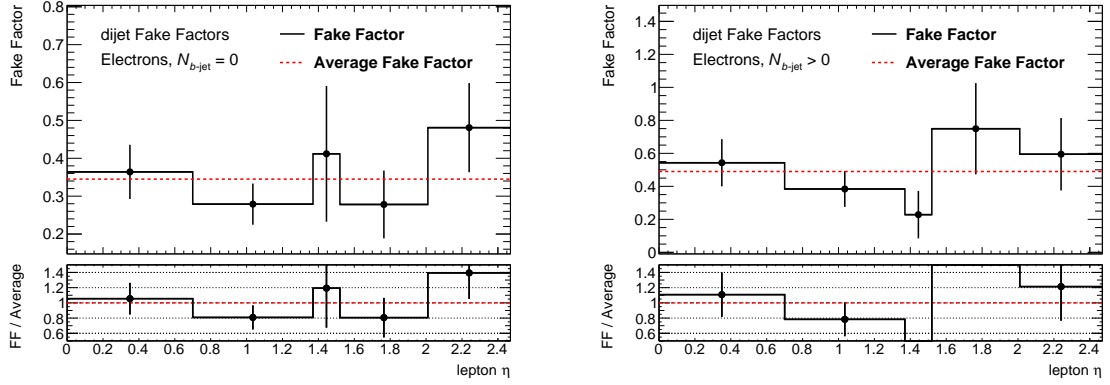 Fake Factor
0.8
0.7
0.6
0.5
0.4
0.3
0.2
dijet Fake Factors
Electrons, N_{b-jet} = 0
Fake Factor
Average Fake Factor
FF / Average
1.4
1.2
1
0.8
0.6
0 0.2 0.4 0.6 0.8 1 1.2 1.4 1.6 1.8 2 2.2 2.4
lepton η
Fake Factor
1.4
1.2
1
0.8
0.6
0.4
0.2
0
dijet Fake Factors
Electrons, N_{b-jet} > 0
Fake Factor
Average Fake Factor
FF / Average
1.4
1.2
1
0.8
0.6
0 0.2 0.4 0.6 0.8 1 1.2 1.4 1.6 1.8 2 2.2 2.4
lepton η